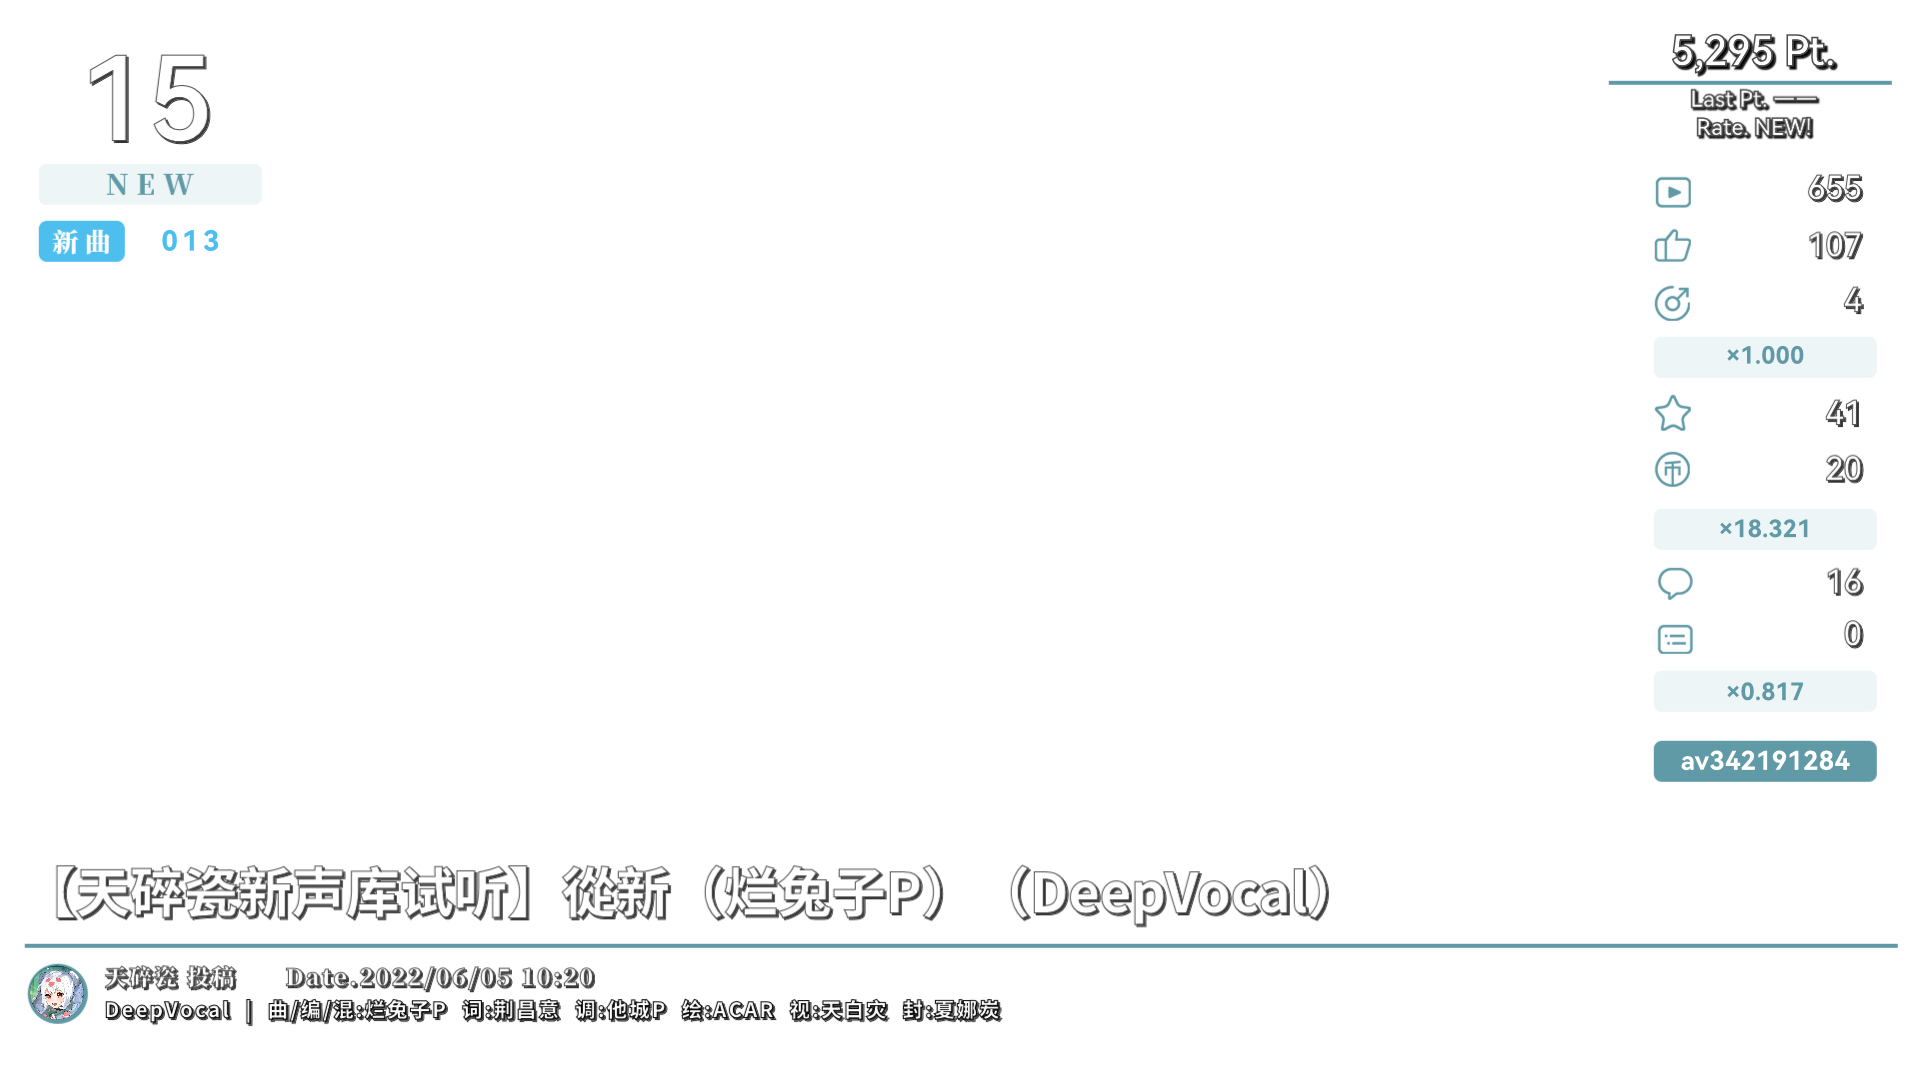 15
NEW
新曲 013
5,295 Pt.
Last Pt. ——
Rate. NEW!
655
107
4
×1.000
41
20
×18.321
16
0
×0.817
av342191284
【天碎瓷新声库试听】從新（烂兔子P）（DeepVocal）
天碎瓷 投稿 Date.2022/06/05 10:20
DeepVocal | 曲/编/混:烂兔子P 词:荆昌意 调:他城P 绘:ACAR 视:天白灾 封:夏娜炭